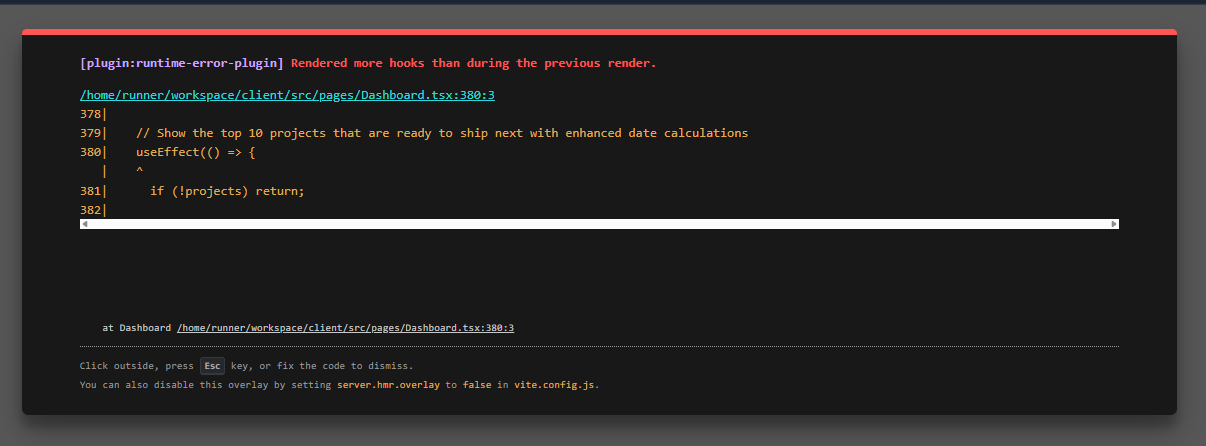 [plugin:runtime-error-plugin] Rendered more hooks than during the previous render.
/home/runner/workspace/client/src/pages/Dashboard.tsx:380:3
378|
379|    // Show the top 10 projects that are ready to ship next with enhanced date calculations
380|    useEffect(() => {
   |    ^
381|      if (!projects) return;
382|
at Dashboard /home/runner/workspace/client/src/pages/Dashboard.tsx:380:3
Click outside, press Esc key, or fix the code to dismiss.
You can also disable this overlay by setting server.hmr.overlay to false in vite.config.js.